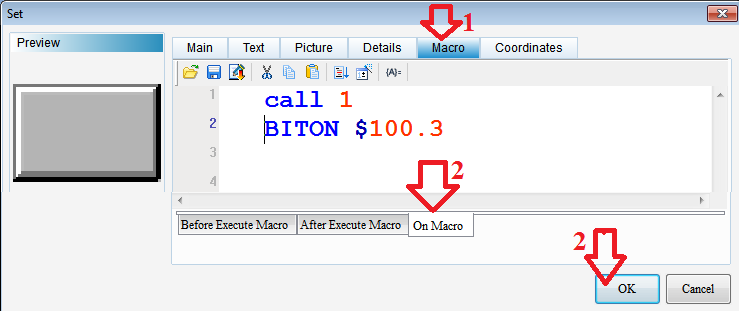 Set
1
Preview
Main Text Picture Details Macro Coordinates
{A}=
1 call 1
2 BITON $100.3
3
4
2
Before Execute Macro After Execute Macro On Macro
2
OK Cancel